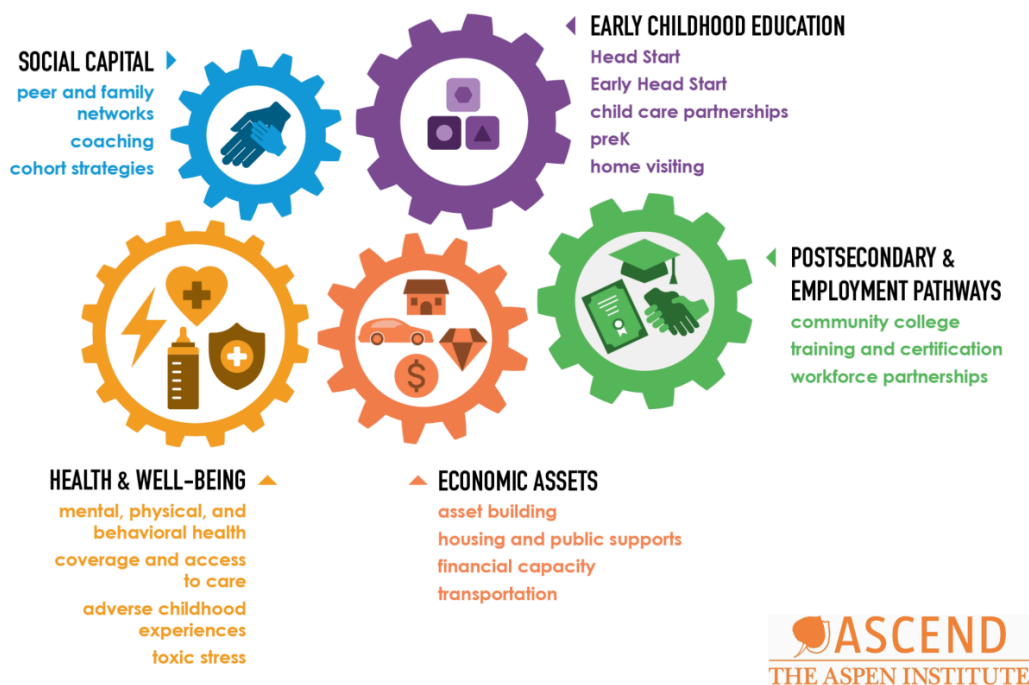 SOCIAL CAPITAL
peer and family
networks
coaching
cohort strategies
EARLY CHILDHOOD EDUCATION
Head Start
Early Head Start
child care partnerships
preK
home visiting
POSTSECONDARY &
EMPLOYMENT PATHWAYS
community college
training and certification
workforce partnerships
HEALTH & WELL-BEING
mental, physical, and
behavioral health
coverage and access
to care
adverse childhood
experiences
toxic stress
$
ECONOMIC ASSETS
asset building
housing and public supports
financial capacity
transportation
ASCEND
THE ASPEN INSTITUTE